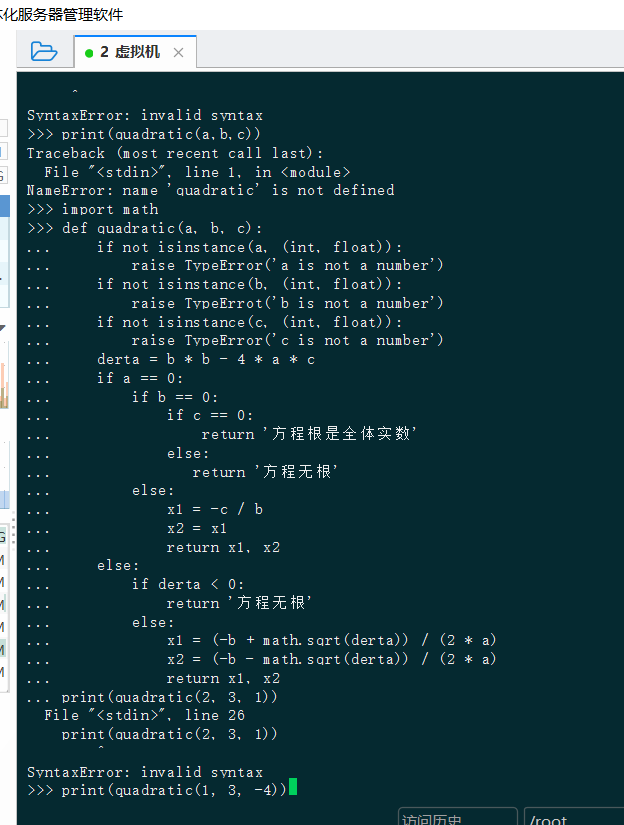 体化服务器管理软件
2 虚拟机
^
SyntaxError: invalid syntax
>>> print(quadratic(a,b,c))
Traceback (most recent call last):
  File "<stdin>", line 1, in <module>
NameError: name 'quadratic' is not defined
>>> import math
>>> def quadratic(a, b, c):
...     if not isinstance(a, (int, float)):
...         raise TypeError('a is not a number')
...     if not isinstance(b, (int, float)):
...         raise TypeErrot('b is not a number')
...     if not isinstance(c, (int, float)):
...         raise TypeError('c is not a number')
...     derta = b * b - 4 * a * c
...     if a == 0:
...         if b == 0:
...             if c == 0:
...                 return '方程根是全体实数'
...             else:
...                return '方程无根'
...         else:
...             x1 = -c / b
...             x2 = x1
...             return x1, x2
...     else:
...         if derta < 0:
...             return '方程无根'
...         else:
...             x1 = (-b + math.sqrt(derta)) / (2 * a)
...             x2 = (-b - math.sqrt(derta)) / (2 * a)
...             return x1, x2
... print(quadratic(2, 3, 1))
  File "<stdin>", line 26
    print(quadratic(2, 3, 1))
        ^
SyntaxError: invalid syntax
>>> print(quadratic(1, 3, -4))
访问历史 /root